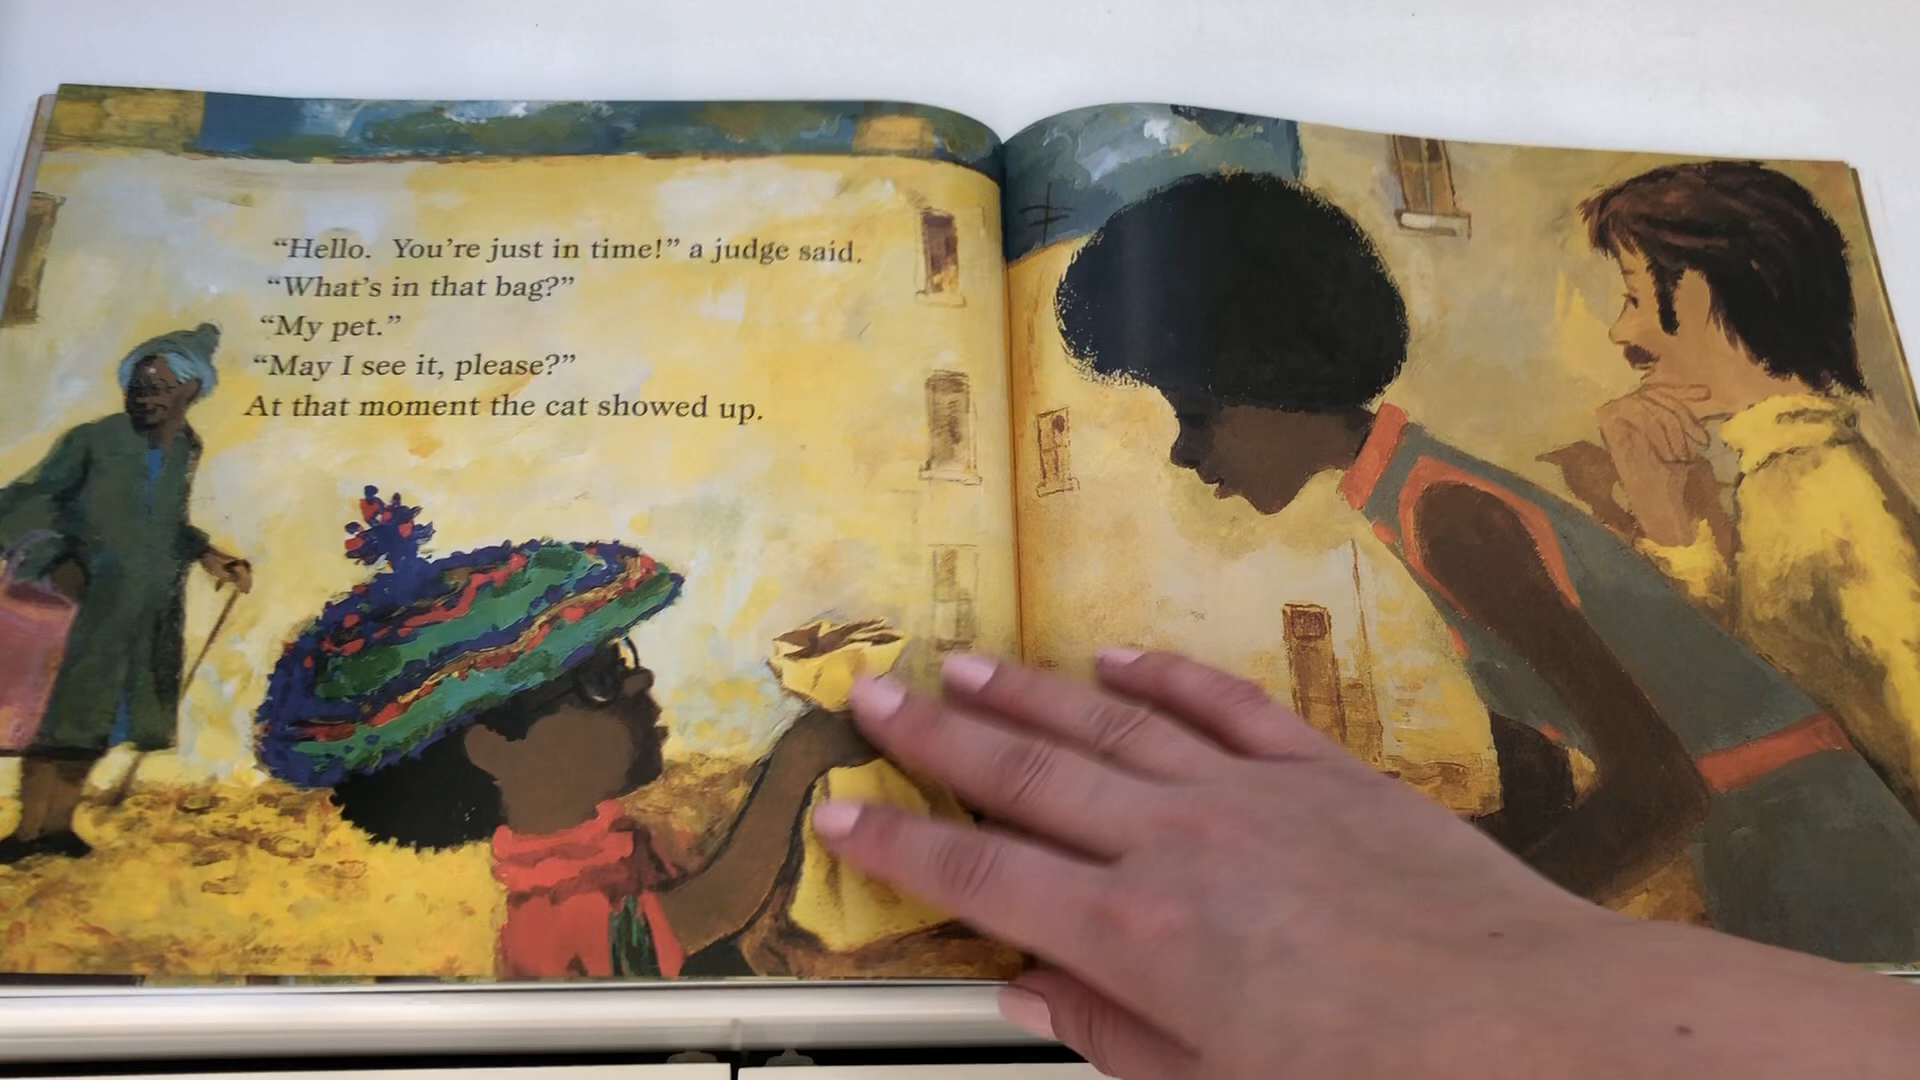 “Hello. You’re just in time!” a judge said.
“What’s in that bag?”
“My pet.”
“May I see it, please?”
At that moment the cat showed up.